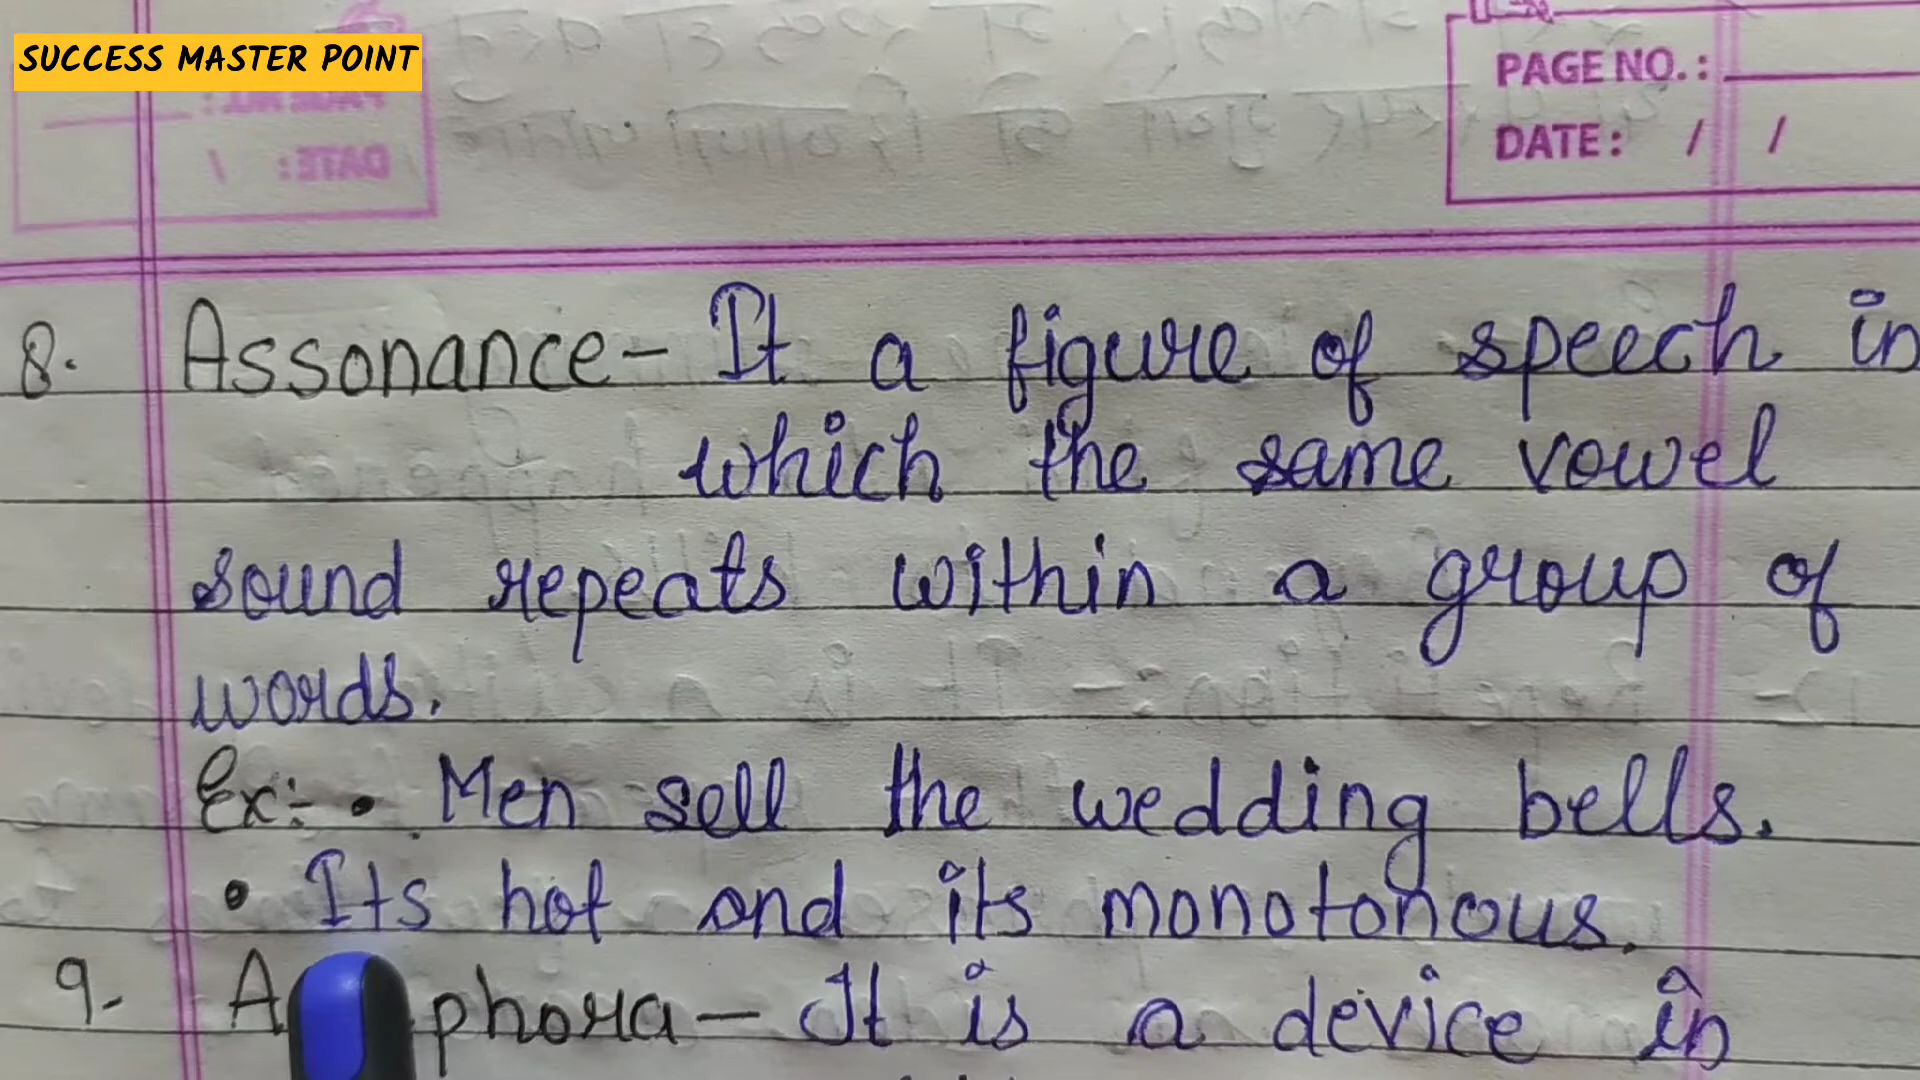 SUCCESS MASTER POINT
PAGE NO.:
DATE: / /
8. Assonance - It a figure of speech in
which the same vowel
sound repeats within a group of
words.
Ex:- • Men sell the wedding bells.
• Its hot and its monotonous.
9. A phora - It is a device in